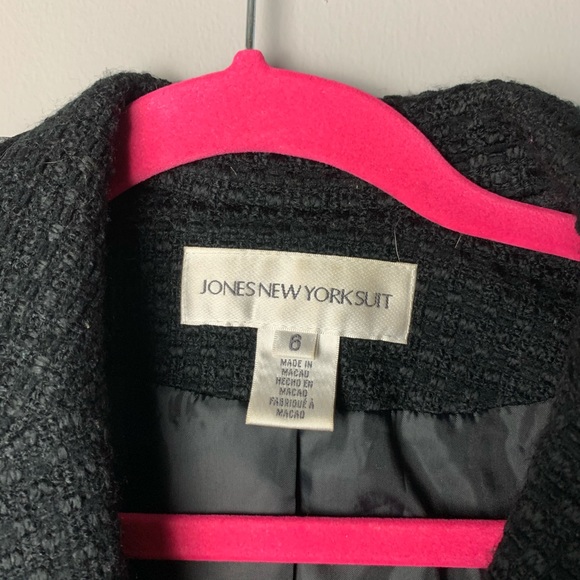 JONES NEW YORK SUIT
6
MADE IN
MACAU
HECHO EN
MACAO
FABRIQUÉ À
MACAO